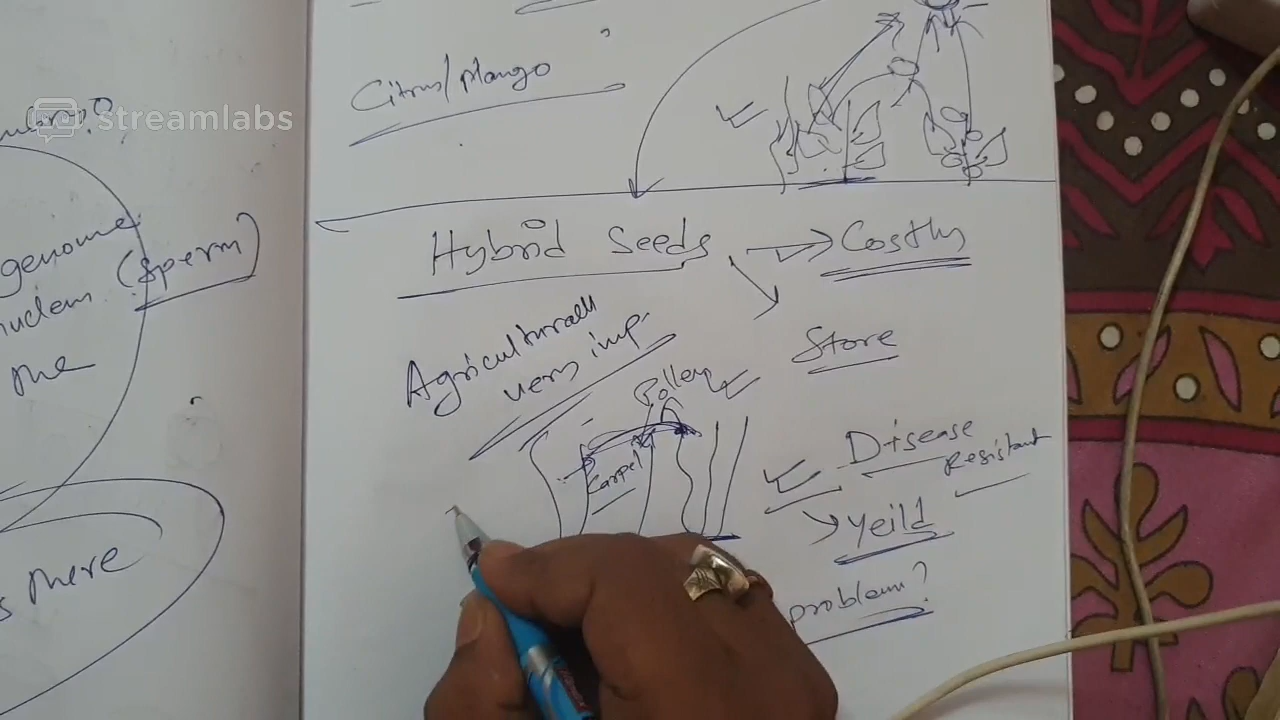 Streamlabs
genome
nucleus (sperm)
me
s there
Citrus/Mango
Hybrid Seeds
Costly
Agriculturally
very imp.
Store
Pollen
Carpel
Disease
Resistant
Yeild
problem?